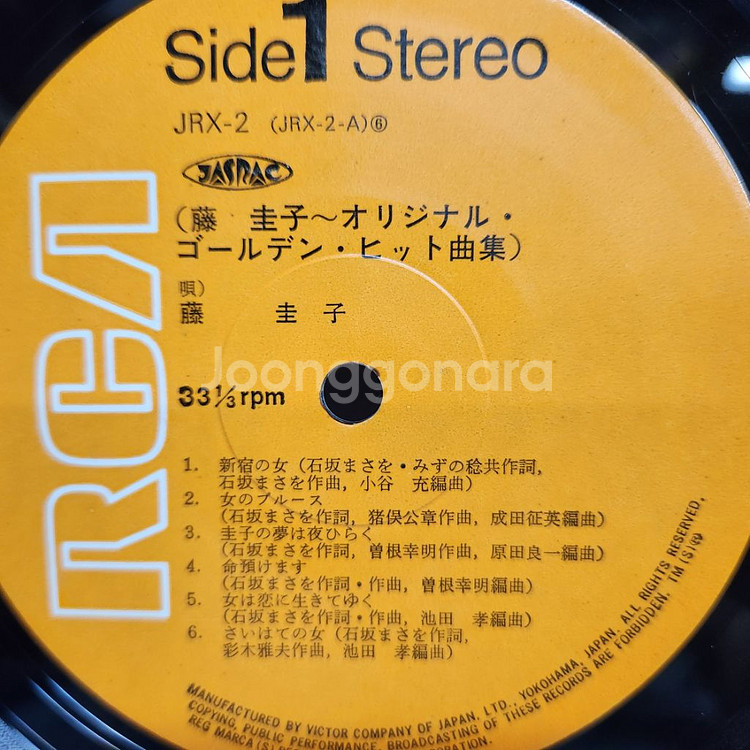 Side 1 Stereo
JRX-2 (JRX-2-A)⑥
JASRAC
(藤 圭子～オリジナル・
ゴールデン・ヒット曲集)
唄)
藤 圭子
33⅓rpm
1. 新宿の女 (石坂まさを・みずの稔共作詞,
石坂まさを作曲, 小谷 充編曲)
2. 女のブルース
(石坂まさを作詞, 猪俣公章作曲, 成田征英編曲)
3. 圭子の夢は夜ひらく
(石坂まさを作詞, 曽根幸明作曲, 原田良一編曲)
4. 命預けます
(石坂まさを作詞・作曲, 曽根幸明編曲)
5. 女は恋に生きてゆく
(石坂まさを作詞・作曲, 池田 孝編曲)
6. さいはての女 (石坂まさを作詞,
彩木雅夫作曲, 池田 孝編曲)
RCA
Joonggonara
MANUFACTURED BY VICTOR COMPANY OF JAPAN, LTD., YOKOHAMA, JAPAN. ALL RIGHTS RESERVED,
COPYING, PUBLIC PERFORMANCE, BROADCASTING OF THESE RECORDS ARE FORBIDDEN. TM(S)
REG MARCA(S)